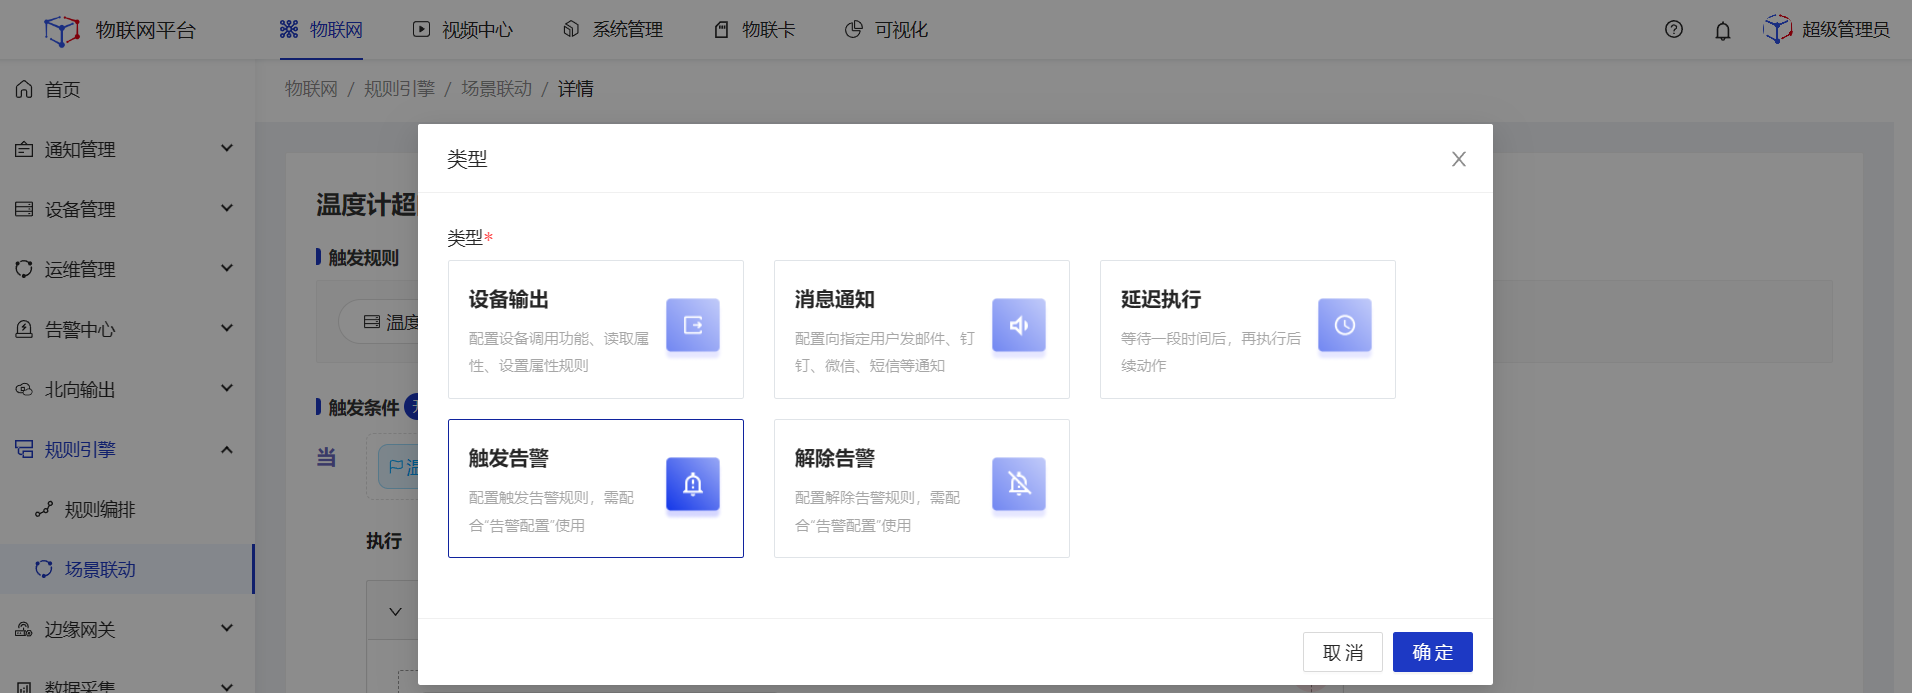 物联网平台
物联网
视频中心
系统管理
物联卡
可视化
超级管理员
首页
通知管理
设备管理
运维管理
告警中心
北向输出
规则引擎
规则编排
场景联动
边缘网关
数据采集
物联网 / 规则引擎 / 场景联动 / 详情
温度计超
触发规则
温度
触发条件
当
温
执行
类型
类型*
设备输出
配置设备调用功能、读取属
性、设置属性规则
消息通知
配置向指定用户发邮件、钉
钉、微信、短信等通知
延迟执行
等待一段时间后，再执行后
续动作
触发告警
配置触发告警规则，需配
合“告警配置”使用
解除告警
配置解除告警规则，需配
合“告警配置”使用
取 消
确 定